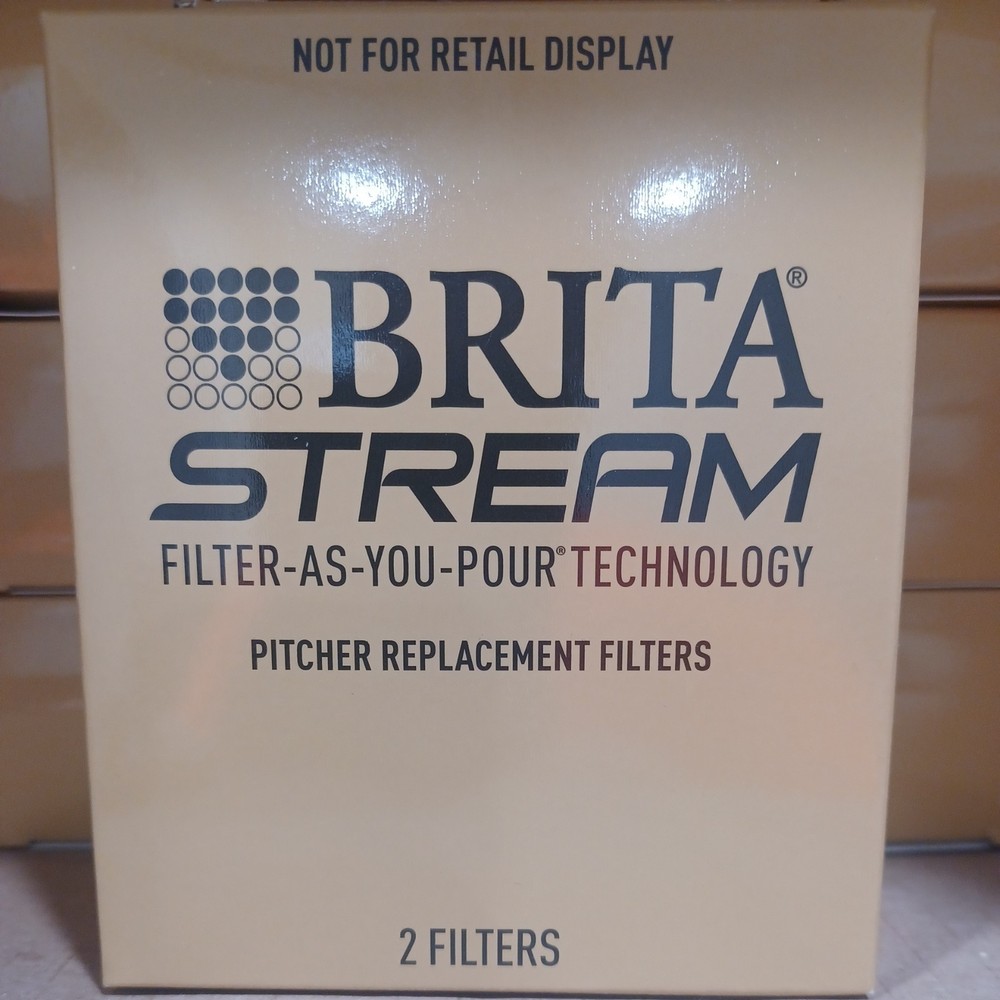 NOT FOR RETAIL DISPLAY
BRITA®
STREAM
FILTER-AS-YOU-POUR® TECHNOLOGY
PITCHER REPLACEMENT FILTERS
2 FILTERS